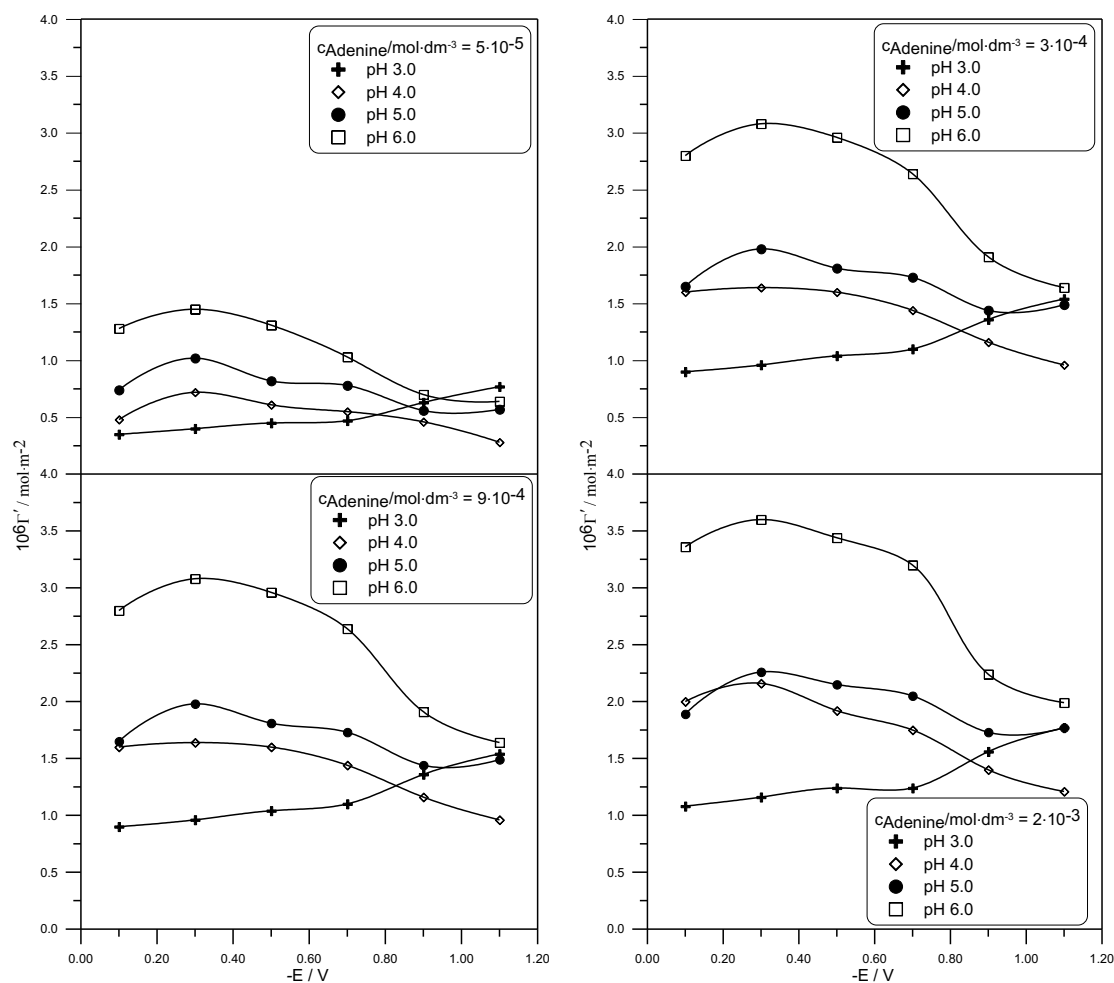 4.0
3.5
3.0
2.5
2.0
1.5
1.0
0.5
cAdenine/mol·dm-3 = 5·10-5
pH 3.0
pH 4.0
pH 5.0
pH 6.0
4.0
3.5
3.0
2.5
2.0
1.5
1.0
0.5
cAdenine/mol·dm-3 = 3·10-4
pH 3.0
pH 4.0
pH 5.0
pH 6.0
106Γ′ / mol·m-2
4.0
3.5
3.0
2.5
2.0
1.5
1.0
0.5
0.0
cAdenine/mol·dm-3 = 9·10-4
pH 3.0
pH 4.0
pH 5.0
pH 6.0
0.00 0.20 0.40 0.60 0.80 1.00 1.20
-E / V
106Γ′ / mol·m-2
4.0
3.5
3.0
2.5
2.0
1.5
1.0
0.5
0.0
cAdenine/mol·dm-3 = 2·10-3
pH 3.0
pH 4.0
pH 5.0
pH 6.0
0.00 0.20 0.40 0.60 0.80 1.00 1.20
-E / V